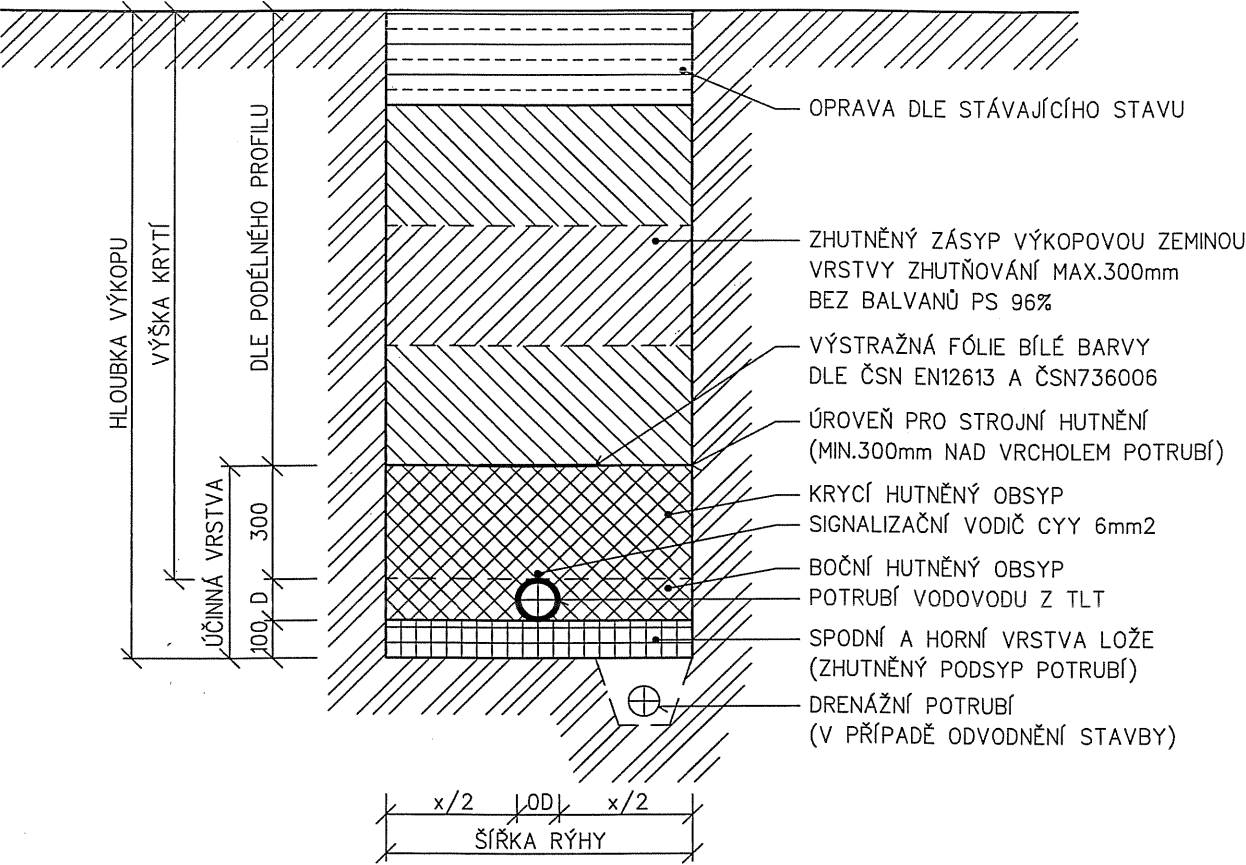 OPRAVA DLE STÁVAJÍCÍHO STAVU
ZHUTNĚNÝ ZÁSYP VÝKOPOVOU ZEMINOU
VRSTVY ZHUTŇOVÁNÍ MAX.300mm
BEZ BALVANŮ PS 96%
VÝSTRAŽNÁ FÓLIE BÍLÉ BARVY
DLE ČSN EN12613 A ČSN736006
ÚROVEŇ PRO STROJNÍ HUTNĚNÍ
(MIN.300mm NAD VRCHOLEM POTRUBÍ)
KRYCÍ HUTNĚNÝ OBSYP
SIGNALIZAČNÍ VODIČ CYY 6mm2
BOČNÍ HUTNĚNÝ OBSYP
POTRUBÍ VODOVODU Z TLT
SPODNÍ A HORNÍ VRSTVA LOŽE
(ZHUTNĚNÝ PODSYP POTRUBÍ)
DRENÁŽNÍ POTRUBÍ
(V PŘÍPADĚ ODVODNĚNÍ STAVBY)
HLOUBKA VÝKOPU
VÝŠKA KRYTÍ
DLE PODÉLNÉHO PROFILU
ÚČINNÁ VRSTVA
300
D
100
x/2
OD
x/2
ŠÍŘKA RÝHY